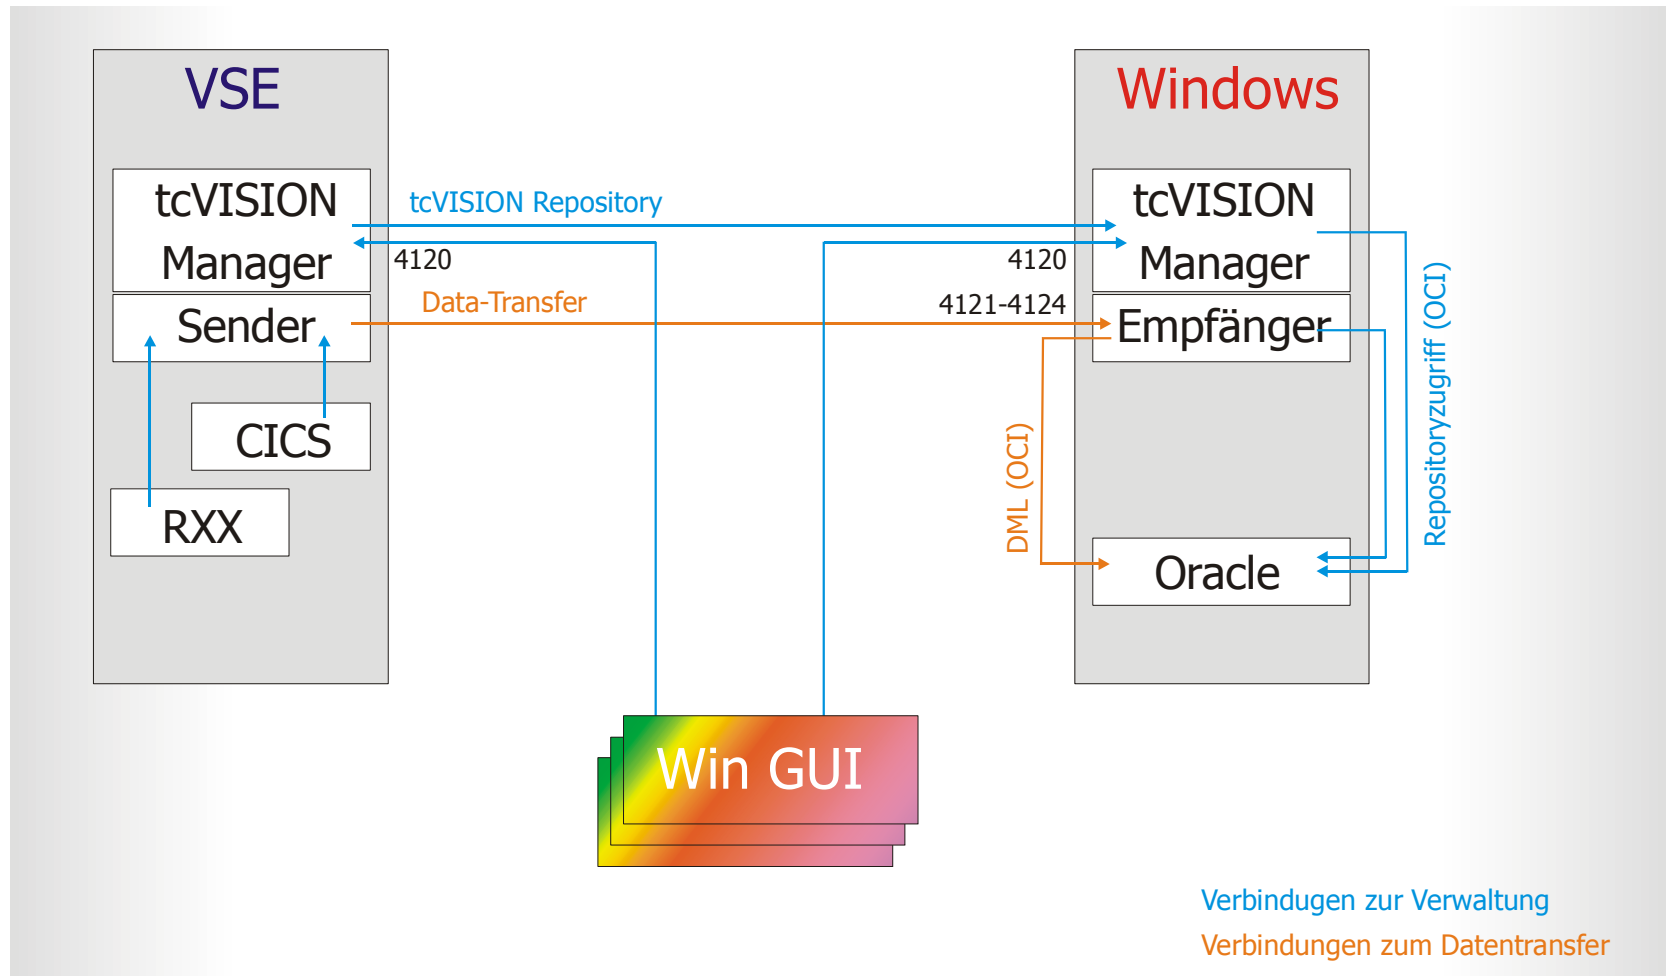 VSE
Windows
tcVISION
Manager
tcVISION Repository
4120
4120
tcVISION
Manager
Sender
Data-Transfer
4121-4124
Empfänger
CICS
RXX
DML (OCI)
Repositoryzugriff (OCI)
Oracle
Win GUI
Verbindugen zur Verwaltung
Verbindungen zum Datentransfer